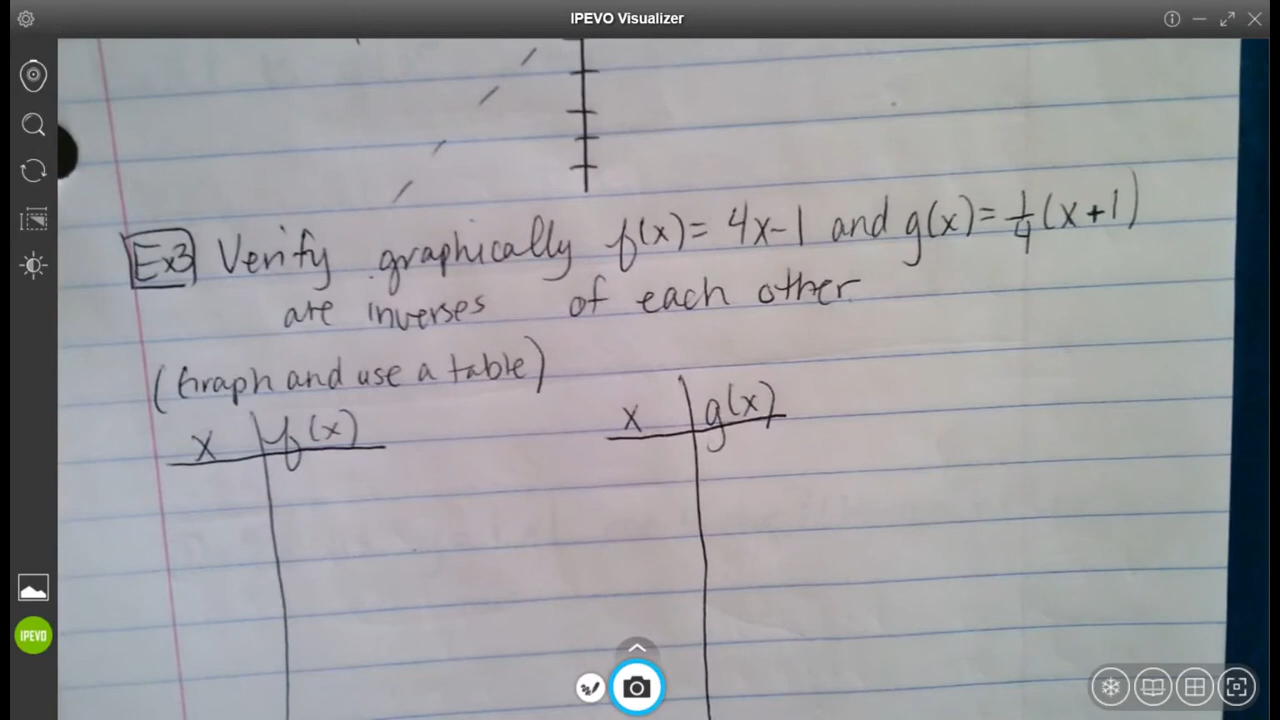 IPEVO Visualizer
Ex3 Verify graphically f(x)= 4x-1 and g(x)= 1/4(x+1)
are inverses of each other.
(Graph and use a table)
x f(x)
x g(x)
IPEVO